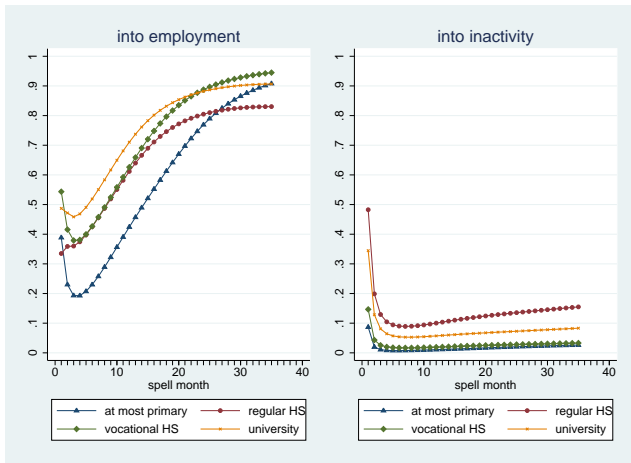 into employment
1
.9
.8
.7
.6
.5
.4
.3
.2
.1
0
0 10 20 30 40
spell month
at most primary regular HS
vocational HS university
into inactivity
1
.9
.8
.7
.6
.5
.4
.3
.2
.1
0
0 10 20 30 40
spell month
at most primary regular HS
vocational HS university